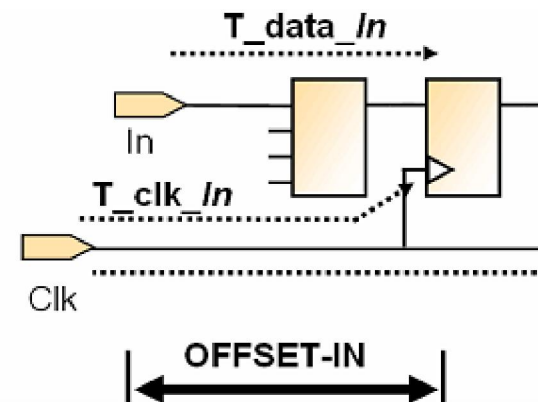 T_data_In
In
T_clk_In
Clk
OFFSET-IN